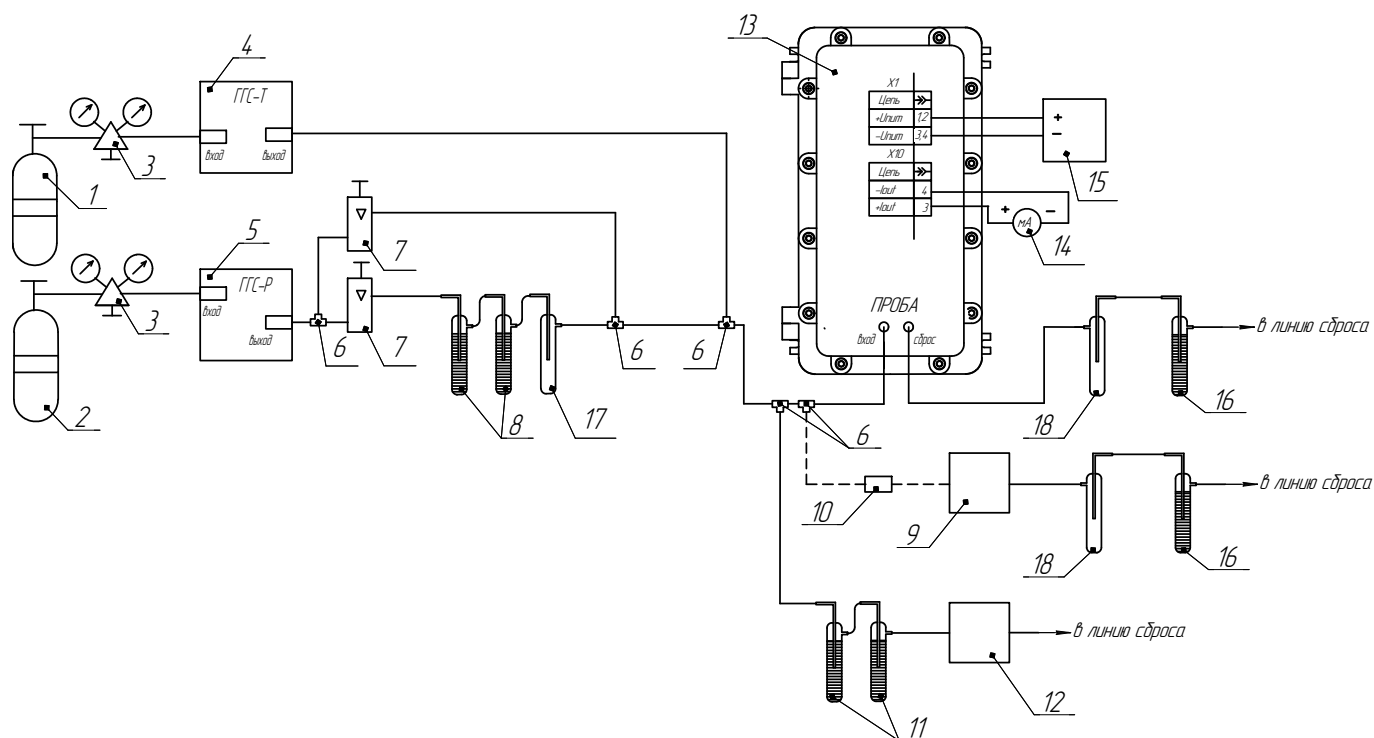 13
4
ГГС-Т
вход
выход
3
1
X1
Цепь
+Uпит 1,2
-Uпит 3,4
X10
Цепь
-Iout 4
+Iout 3
+
-
15
+ мА -
14
5
ГГС-Р
вход
выход
3
7
7
6
2
8
17
6
6
ПРОБА
вход сброс
в линию сброса
18
16
6
10
9
в линию сброса
18
16
в линию сброса
11
12